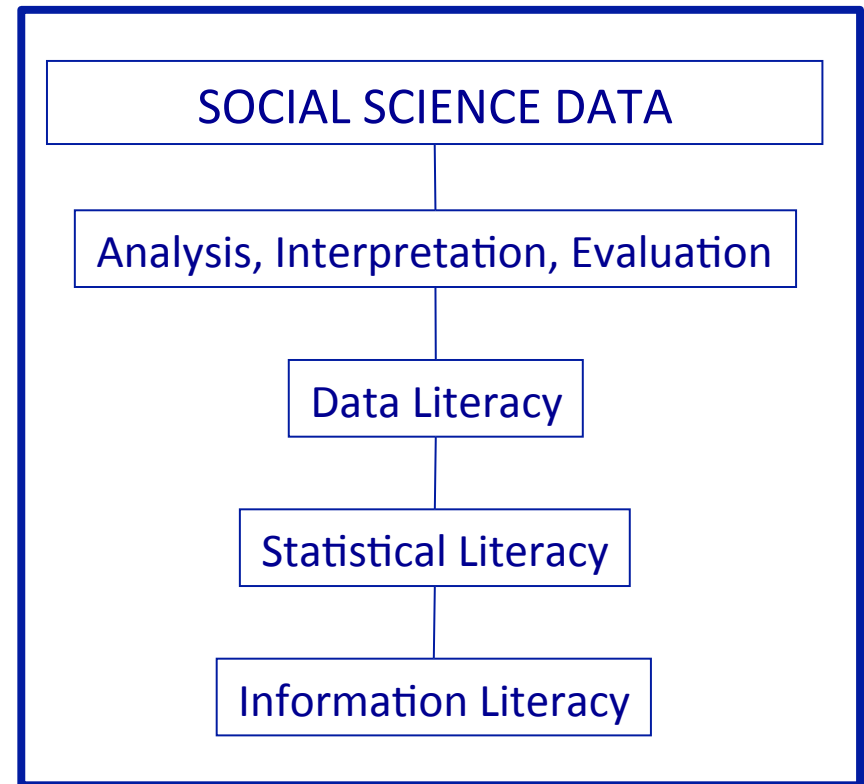 SOCIAL SCIENCE DATA
Analysis, Interpretation, Evaluation
Data Literacy
Statistical Literacy
Information Literacy